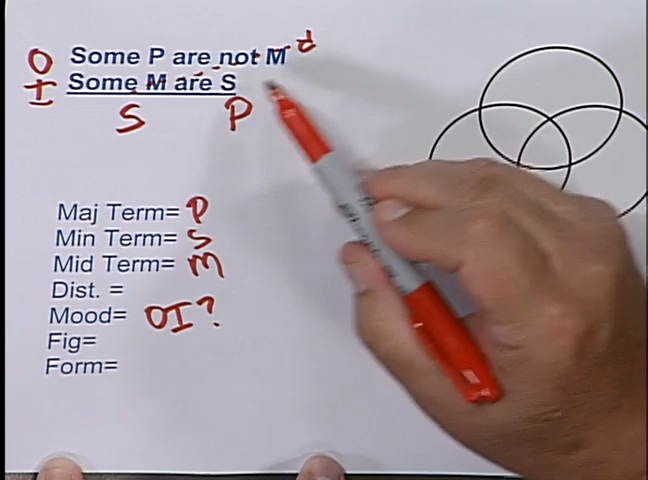 O Some P are not M d
I Some M are S
S P
Maj Term= P
Min Term= S
Mid Term= M
Dist. =
Mood= OI?
Fig=
Form=